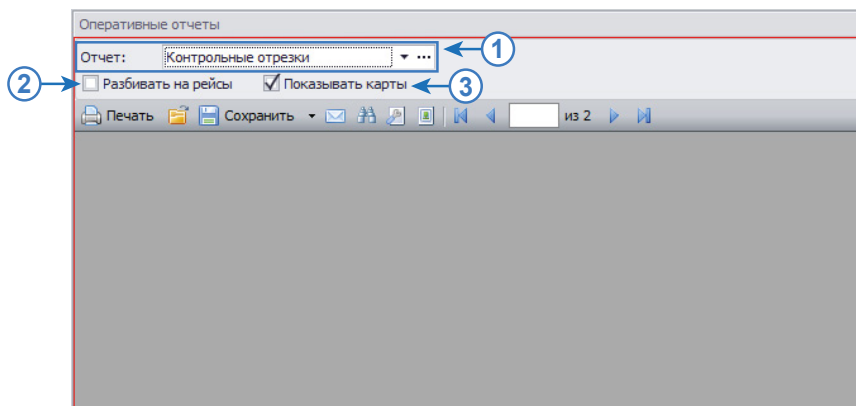 Оперативные отчеты
Отчет: Контрольные отрезки ... 1
2 Разбивать на рейсы Показывать карты 3
Печать Сохранить из 2